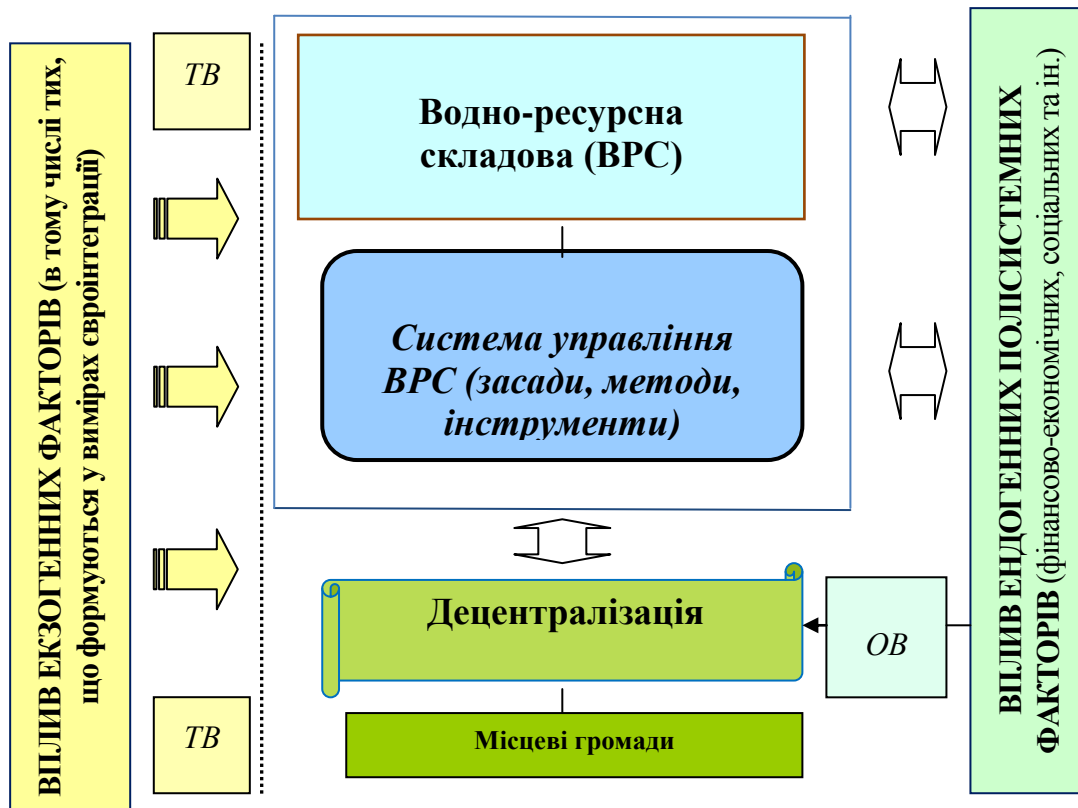 ВПЛИВ ЕКЗОГЕННИХ ФАКТОРІВ (в тому числі тих,
що формуються у вимірах євроінтеграції)
ТВ
ТВ
Водно-ресурсна
складова (ВРС)
Система управління
ВРС (засади, методи,
інструменти)
Децентралізація
Місцеві громади
ОВ
ВПЛИВ ЕНДОГЕННИХ ПОЛІСИСТЕМНИХ
ФАКТОРІВ (фінансово-економічних, соціальних та ін.)